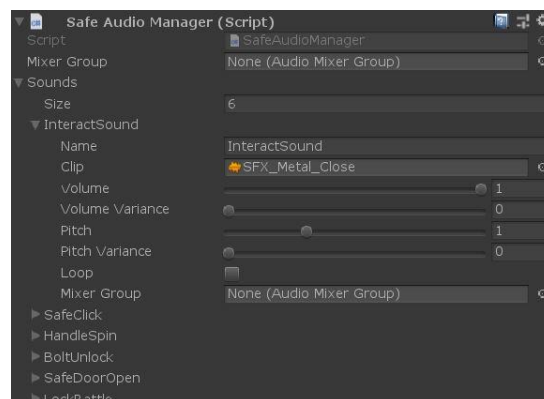 Safe Audio Manager (Script)
Script SafeAudioManager
Mixer Group None (Audio Mixer Group)
Sounds
Size 6
InteractSound
Name InteractSound
Clip SFX_Metal_Close
Volume 1
Volume Variance 0
Pitch 1
Pitch Variance 0
Loop
Mixer Group None (Audio Mixer Group)
SafeClick
HandleSpin
BoltUnlock
SafeDoorOpen